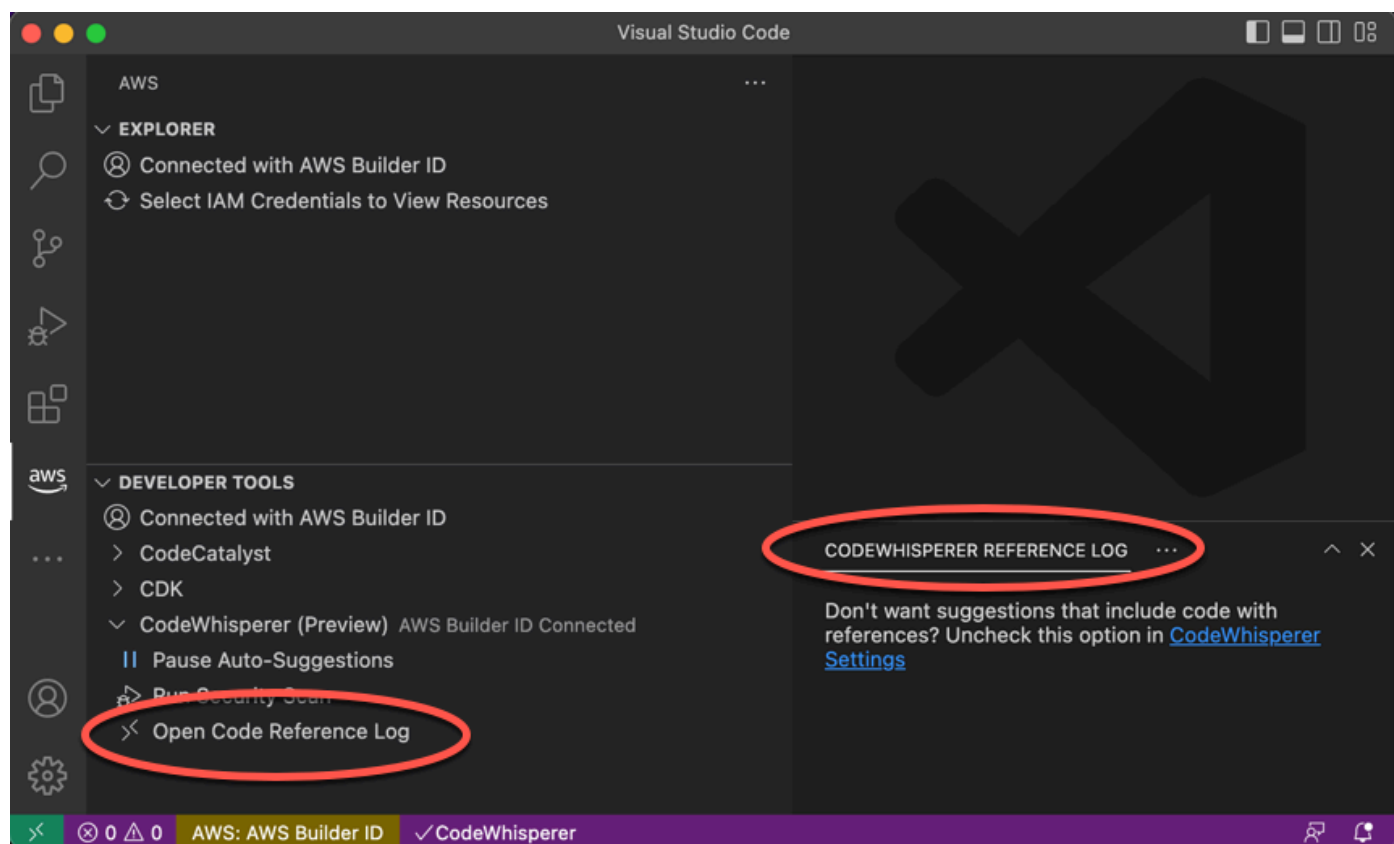 Visual Studio Code
AWS
EXPLORER
Connected with AWS Builder ID
Select IAM Credentials to View Resources
aws
DEVELOPER TOOLS
Connected with AWS Builder ID
CodeCatalyst
CDK
CodeWhisperer (Preview) AWS Builder ID Connected
Pause Auto-Suggestions
Run Security Scan
Open Code Reference Log
CODEWHISPERER REFERENCE LOG
Don't want suggestions that include code with
references? Uncheck this option in CodeWhisperer
Settings
0 0 AWS: AWS Builder ID CodeWhisperer